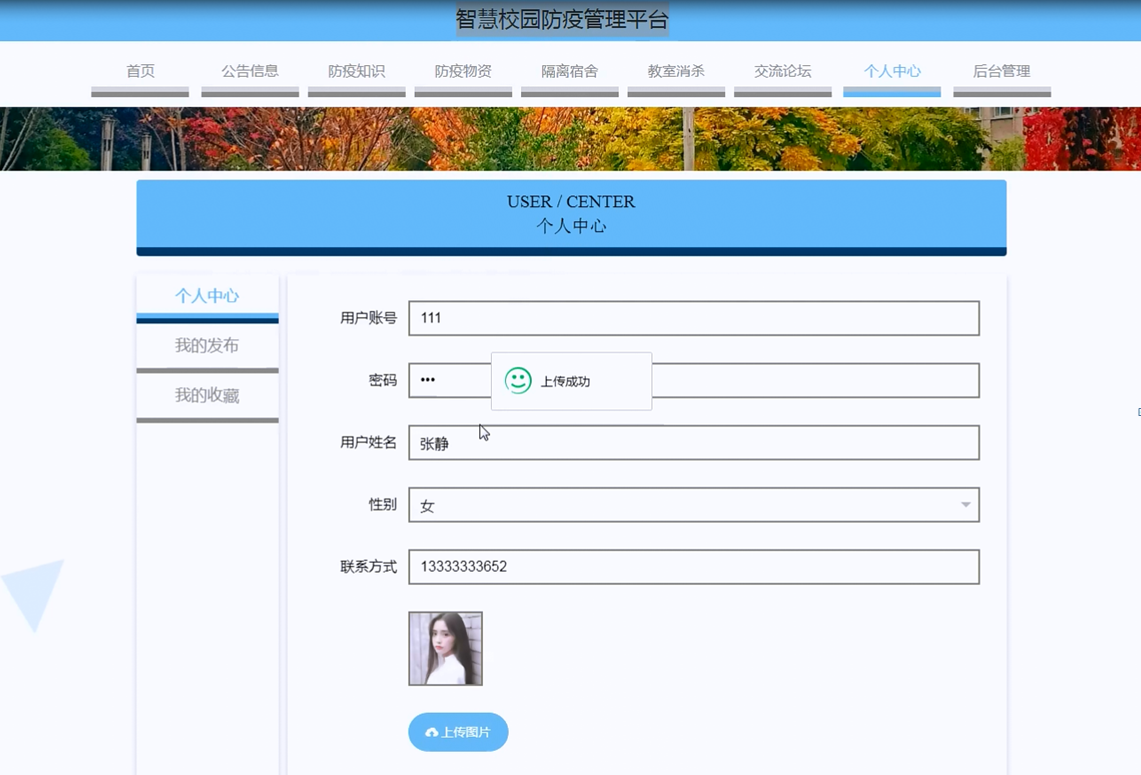 智慧校园防疫管理平台
首页 公告信息 防疫知识 防疫物资 隔离宿舍 教室消杀 交流论坛 个人中心 后台管理
USER / CENTER
个人中心
个人中心
我的发布
我的收藏
用户账号 111
密码 •••
上传成功
用户姓名 张静
性别 女
联系方式 13333333652
上传图片